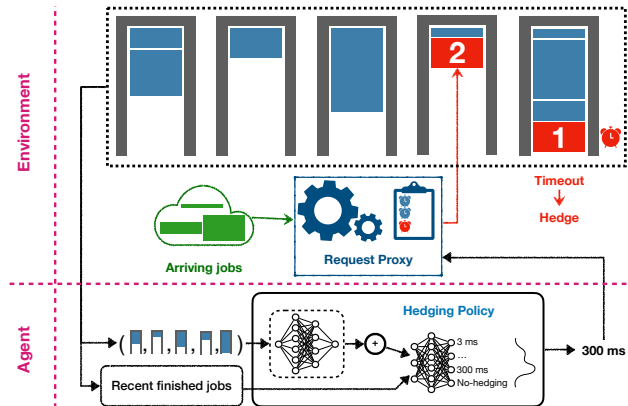 Environment
2
1
Timeout
Hedge
Arriving jobs
Request Proxy
Agent
Hedging Policy
( , , , , )
+
3 ms
...
300 ms
No-hedging
300 ms
Recent finished jobs